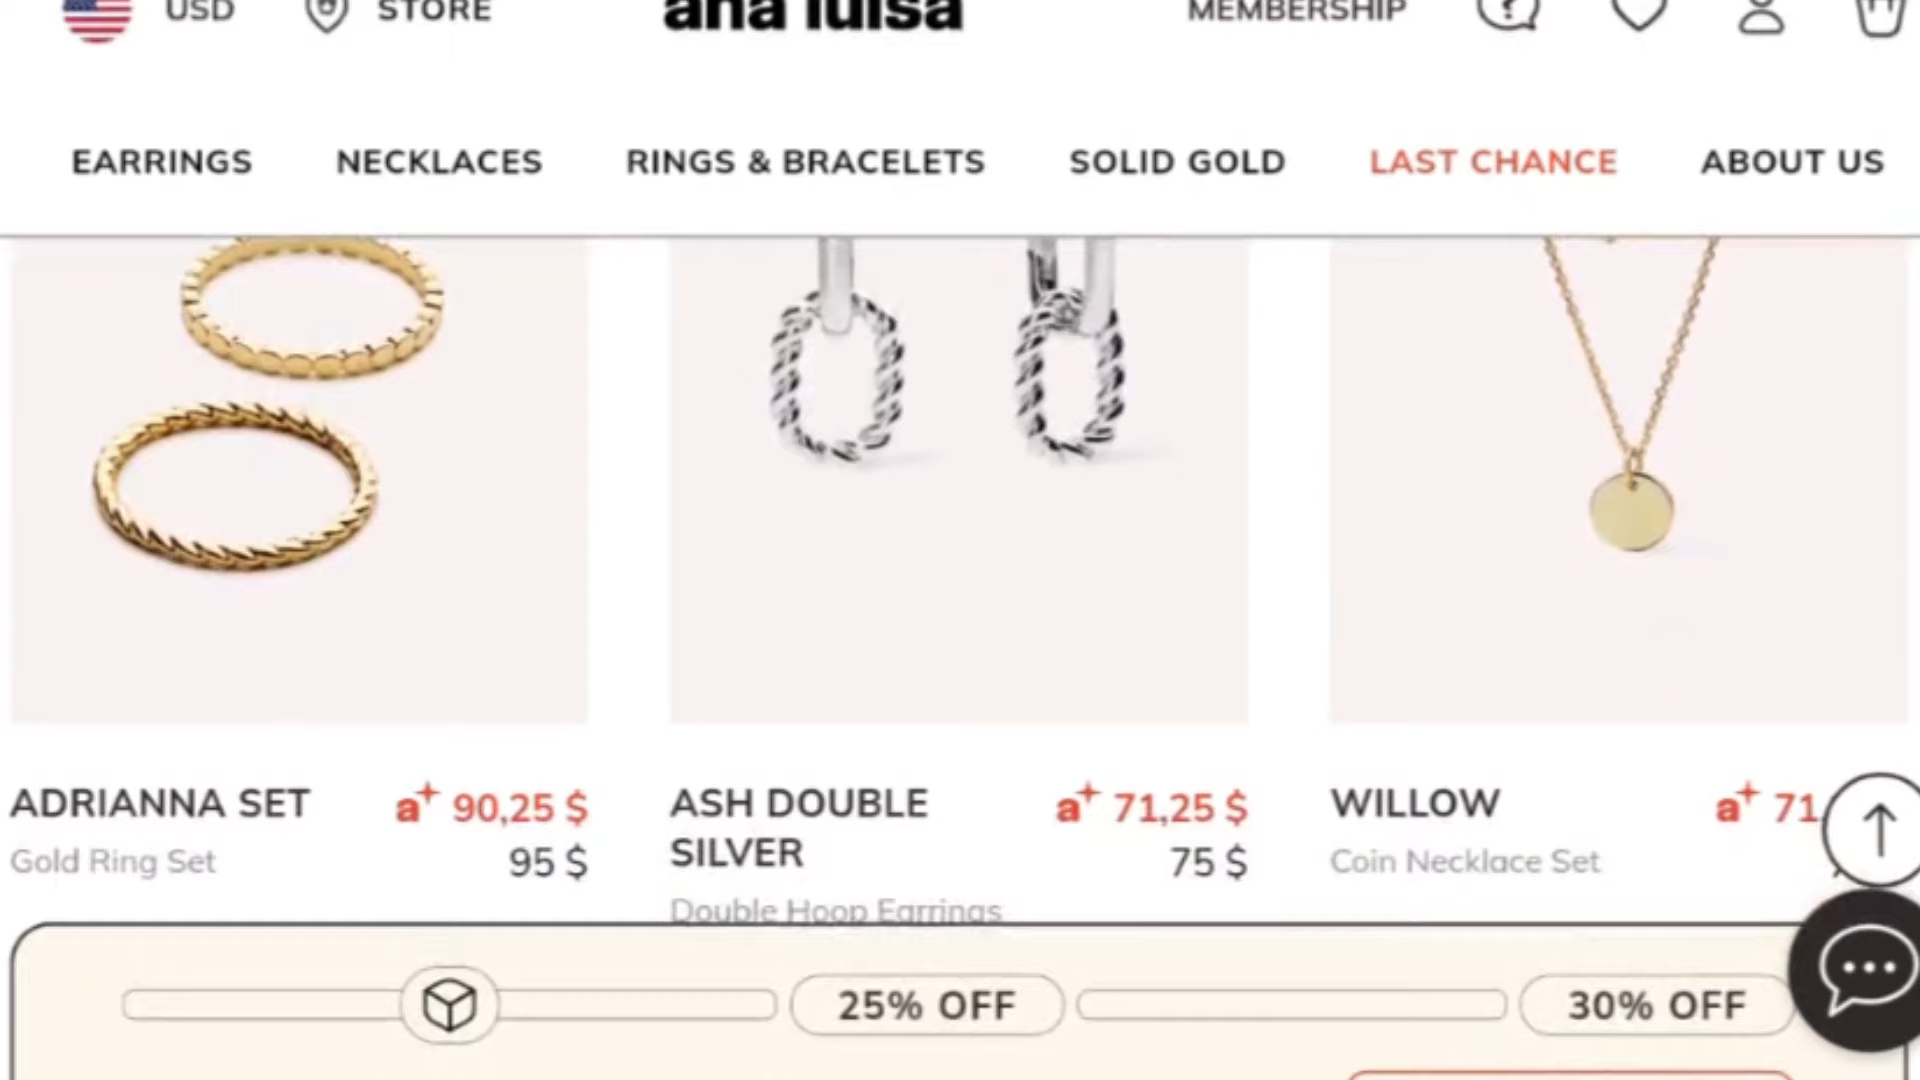 USD
STORE
ana luisa
MEMBERSHIP
EARRINGS
NECKLACES
RINGS & BRACELETS
SOLID GOLD
LAST CHANCE
ABOUT US
ADRIANNA SET
a+ 90,25 $
Gold Ring Set
95 $
ASH DOUBLE
SILVER
a+ 71,25 $
75 $
Double Hoop Earrings
WILLOW
a+ 71
Coin Necklace Set
25% OFF
30% OFF